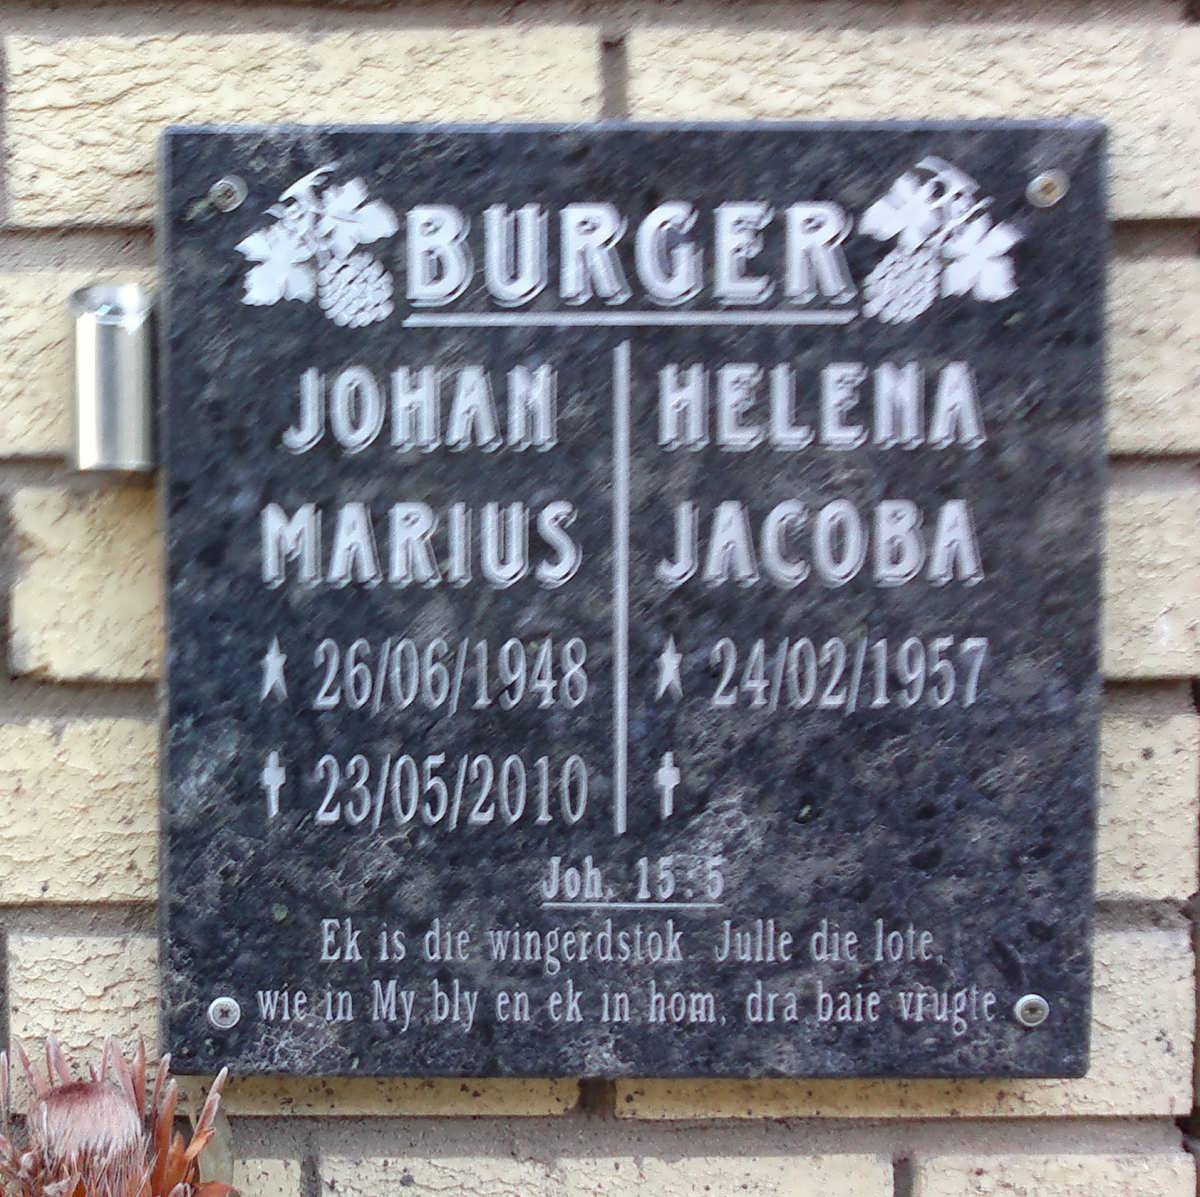 BURGER
JOHAN
MARIUS
★ 26/06/1948
✝ 23/05/2010
HELENA
JACOBA
★ 24/02/1957
✝
Joh. 15:5
Ek is die wingerdstok. Julle die lote,
wie in My bly en ek in hom, dra baie vrugte